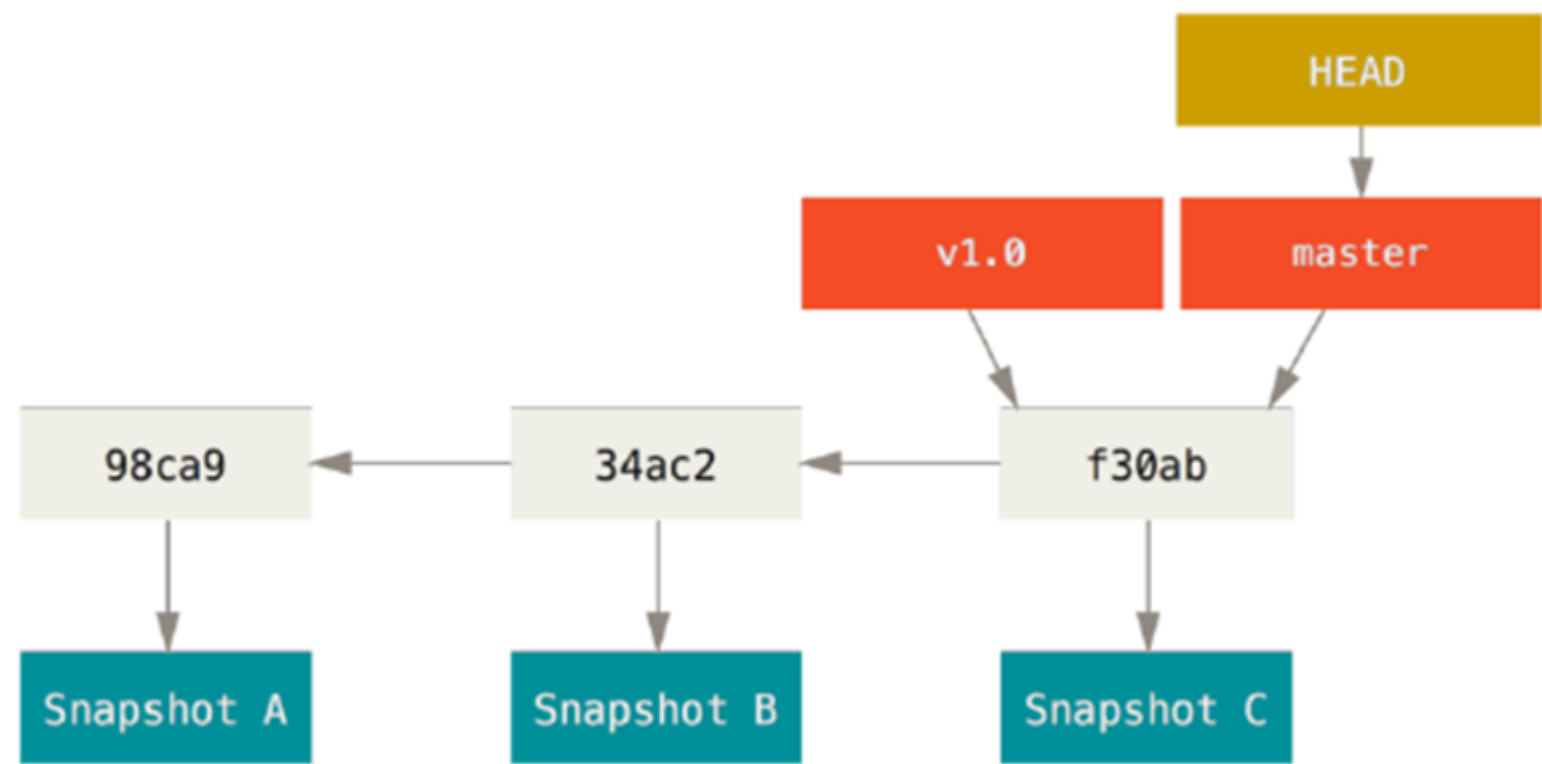 HEAD
v1.0
master
98ca9
34ac2
f30ab
Snapshot A
Snapshot B
Snapshot C